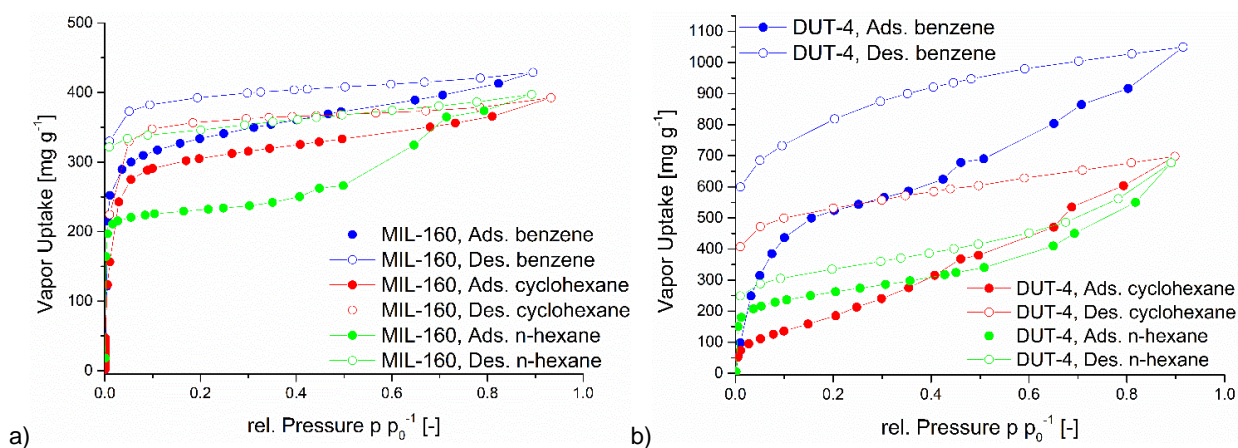 500
400
300
200
100
0
Vapor Uptake [mg g⁻¹]
MIL-160, Ads. benzene
MIL-160, Des. benzene
MIL-160, Ads. cyclohexane
MIL-160, Des. cyclohexane
MIL-160, Ads. n-hexane
MIL-160, Des. n-hexane
0.0 0.2 0.4 0.6 0.8 1.0
rel. Pressure p p₀⁻¹ [-]
a)
1100
1000
900
800
700
600
500
400
300
200
100
0
Vapor Uptake [mg g⁻¹]
DUT-4, Ads. benzene
DUT-4, Des. benzene
DUT-4, Ads. cyclohexane
DUT-4, Des. cyclohexane
DUT-4, Ads. n-hexane
DUT-4, Des. n-hexane
0.0 0.2 0.4 0.6 0.8 1.0
rel. Pressure p p₀⁻¹ [-]
b)